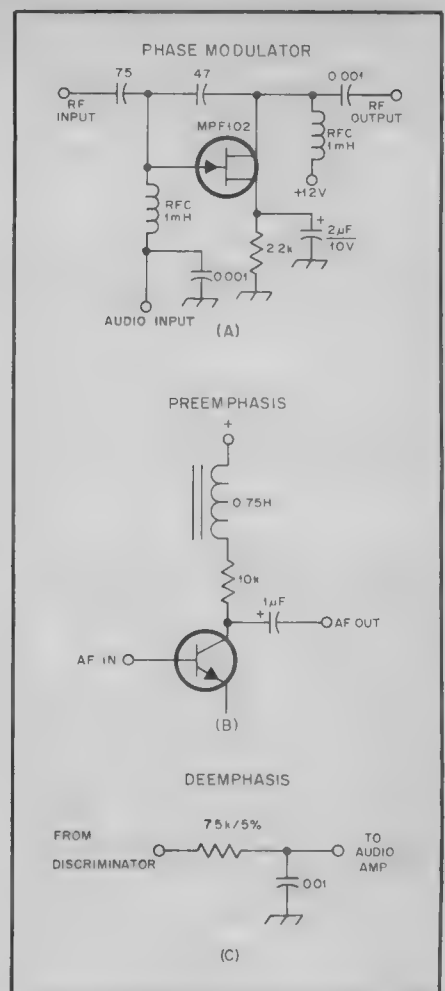 PHASE MODULATOR
75
47
0.001
RF
INPUT
RF
OUTPUT
MPF102
RFC
1mH
+12V
RFC
1mH
2.2k
+
2µF
10V
0.001
AUDIO INPUT
(A)
PREEMPHASIS
+
0.75H
10k
+
1µF
AF IN
AF OUT
(B)
DEEMPHASIS
75k/5%
FROM
DISCRIMINATOR
TO
AUDIO
AMP
001
(C)